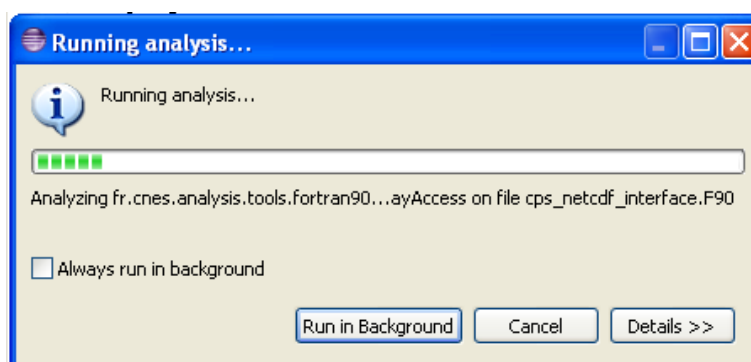 Running analysis...
Running analysis...
Analyzing fr.cnes.analysis.tools.fortran90...ayAccess on file cps_netcdf_interface.F90
Always run in background
Run in Background Cancel Details >>